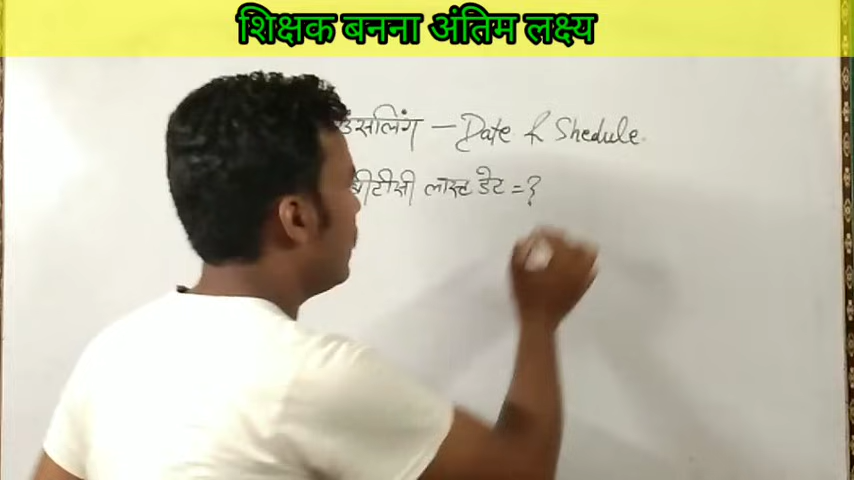 शिक्षक बनना अंतिम लक्ष्य
उंसलिंग – Date & Shedule.
बीटीसी लास्ट डेट = ?